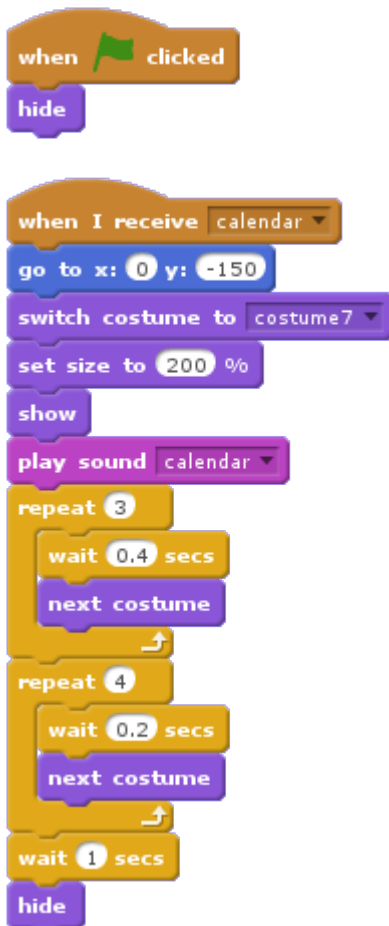 when clicked
hide
when I receive calendar
go to x: 0 y: -150
switch costume to costume7
set size to 200 %
show
play sound calendar
repeat 3
wait 0.4 secs
next costume
repeat 4
wait 0.2 secs
next costume
wait 1 secs
hide